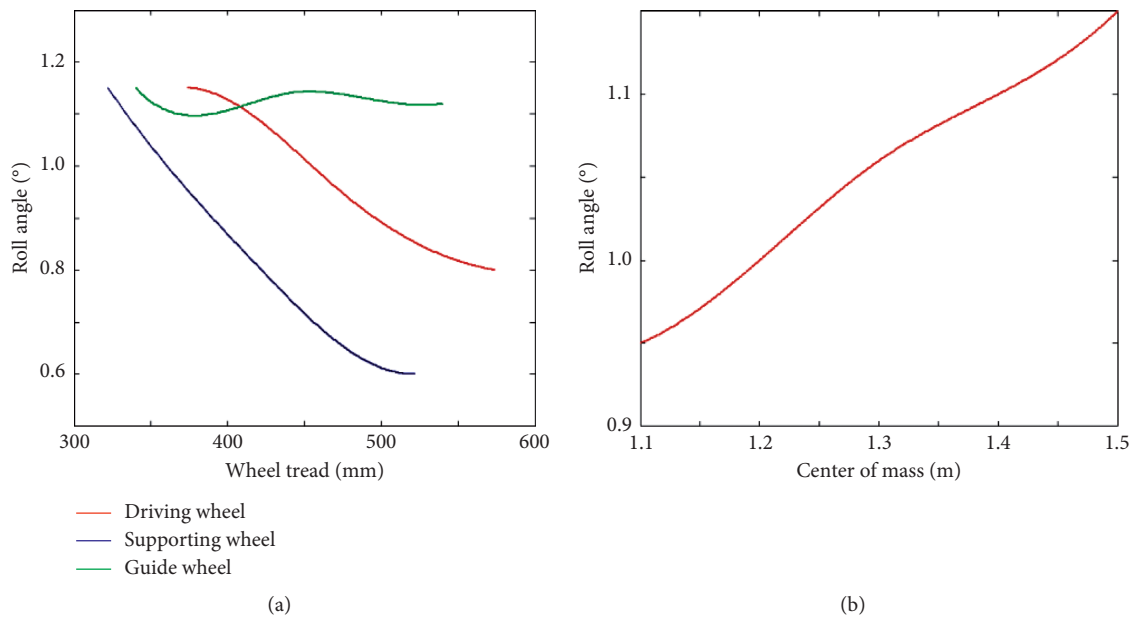 1.2
1.0
0.8
0.6
Roll angle (°)
300
400
500
600
Wheel tread (mm)
Driving wheel
Supporting wheel
Guide wheel
(a)
1.1
1.0
0.9
Roll angle (°)
1.1
1.2
1.3
1.4
1.5
Center of mass (m)
(b)